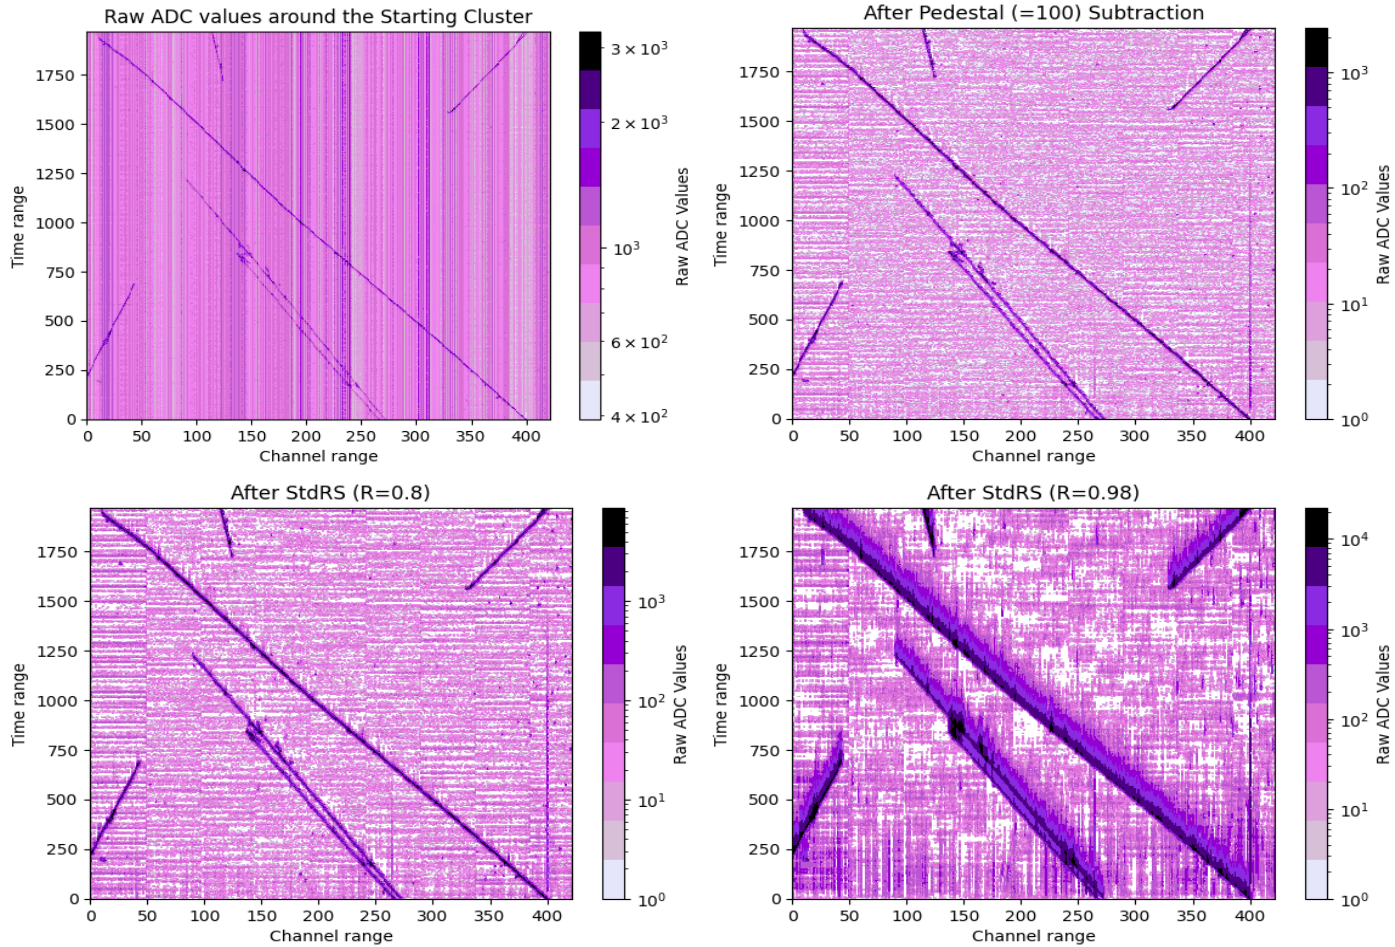 Raw ADC values around the Starting Cluster
Time range
1750
1500
1250
1000
750
500
250
0
0 50 100 150 200 250 300 350 400
Channel range
3 × 10³
2 × 10³
10³
6 × 10²
4 × 10²
Raw ADC Values
After Pedestal (=100) Subtraction
Time range
1750
1500
1250
1000
750
500
250
0
0 50 100 150 200 250 300 350 400
Channel range
10³
10²
10¹
10⁰
Raw ADC Values
After StdRS (R=0.8)
Time range
1750
1500
1250
1000
750
500
250
0
0 50 100 150 200 250 300 350 400
Channel range
10³
10²
10¹
10⁰
Raw ADC Values
After StdRS (R=0.98)
Time range
1750
1500
1250
1000
750
500
250
0
0 50 100 150 200 250 300 350 400
Channel range
10⁴
10³
10²
10¹
10⁰
Raw ADC Values